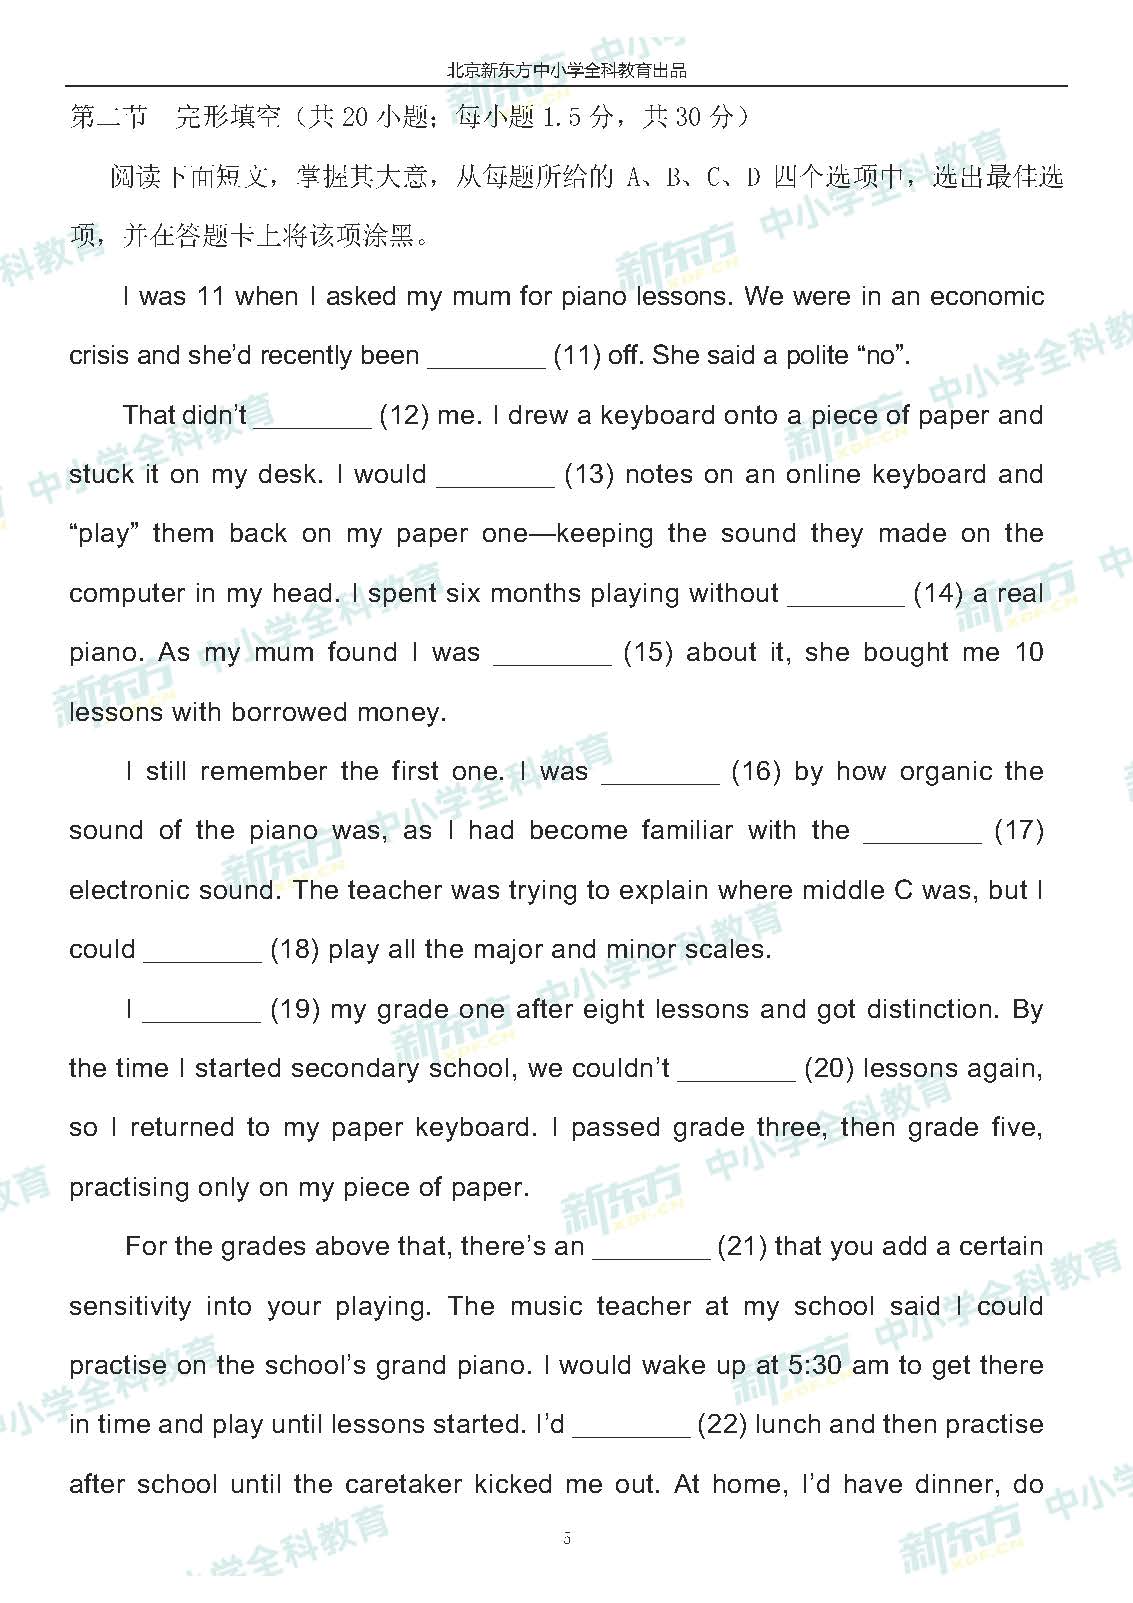 北京新东方中小学全科教育出品
第二节 完形填空（共 20 小题；每小题 1.5 分，共 30 分）
阅读下面短文，掌握其大意，从每题所给的 A、B、C、D 四个选项中，选出最佳选
项，并在答题卡上将该项涂黑。
I was 11 when I asked my mum for piano lessons. We were in an economic
crisis and she’d recently been ________ (11) off. She said a polite “no”.
That didn’t ________ (12) me. I drew a keyboard onto a piece of paper and
stuck it on my desk. I would ________ (13) notes on an online keyboard and
“play” them back on my paper one—keeping the sound they made on the
computer in my head. I spent six months playing without ________ (14) a real
piano. As my mum found I was ________ (15) about it, she bought me 10
lessons with borrowed money.
I still remember the first one. I was ________ (16) by how organic the
sound of the piano was, as I had become familiar with the ________ (17)
electronic sound. The teacher was trying to explain where middle C was, but I
could ________ (18) play all the major and minor scales.
I ________ (19) my grade one after eight lessons and got distinction. By
the time I started secondary school, we couldn’t ________ (20) lessons again,
so I returned to my paper keyboard. I passed grade three, then grade five,
practising only on my piece of paper.
For the grades above that, there’s an ________ (21) that you add a certain
sensitivity into your playing. The music teacher at my school said I could
practise on the school’s grand piano. I would wake up at 5:30 am to get there
in time and play until lessons started. I’d ________ (22) lunch and then practise
after school until the caretaker kicked me out. At home, I’d have dinner, do
5
新东方 XDF.CN 中小学全科教育